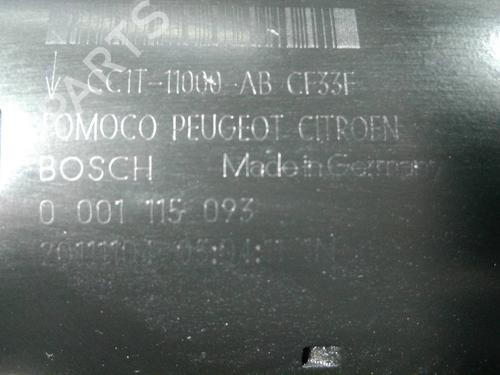 CC1T-11000-AB CF33F
FOMOCO PEUGEOT CITROEN
BOSCH Made in Germany
0 001 115 093